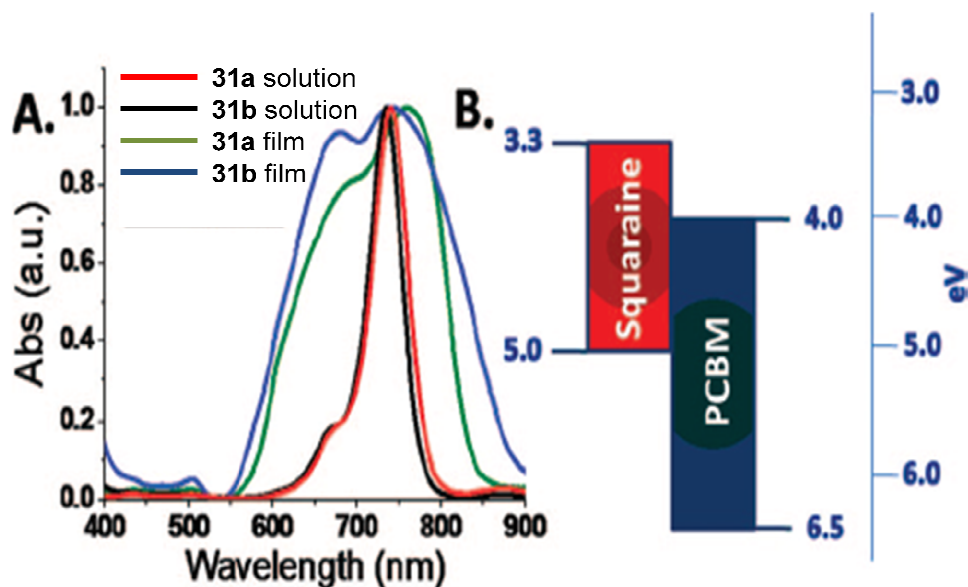 A.
31a solution
31b solution
31a film
31b film
Abs (a.u.)
1.0
0.8
0.6
0.4
0.2
0.0
400 500 600 700 800 900
Wavelength (nm)
B.
3.3
5.0
Squaraine
PCBM
4.0
6.5
3.0
4.0
5.0
6.0
eV